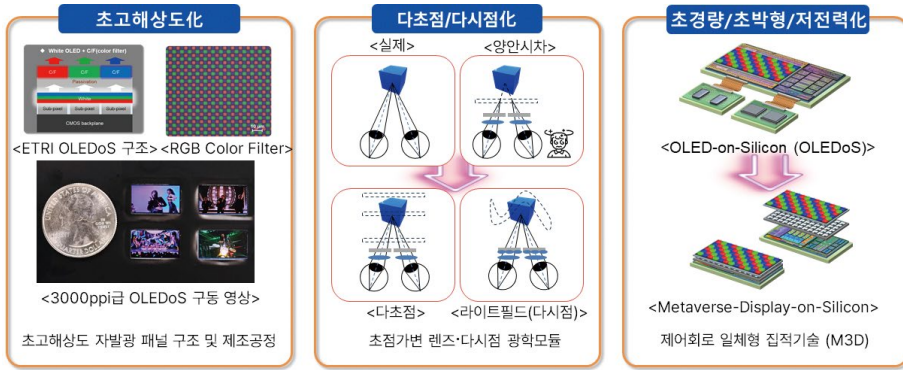 초고해상도化
White OLED + C/F(color filter)
C/F C/F C/F
Passivation
White
Sub-pixel Sub-pixel Sub-pixel
CMOS backplane
<ETRI OLEDoS 구조> <RGB Color Filter>
<3000ppi급 OLEDoS 구동 영상>
초고해상도 자발광 패널 구조 및 제조공정
다초점/다시점化
<실제> <양안시차>
<다초점> <라이트필드(다시점)>
초점가변 렌즈·다시점 광학모듈
초경량/초박형/저전력化
<OLED-on-Silicon (OLEDoS)>
<Metaverse-Display-on-Silicon>
제어회로 일체형 집적기술 (M3D)